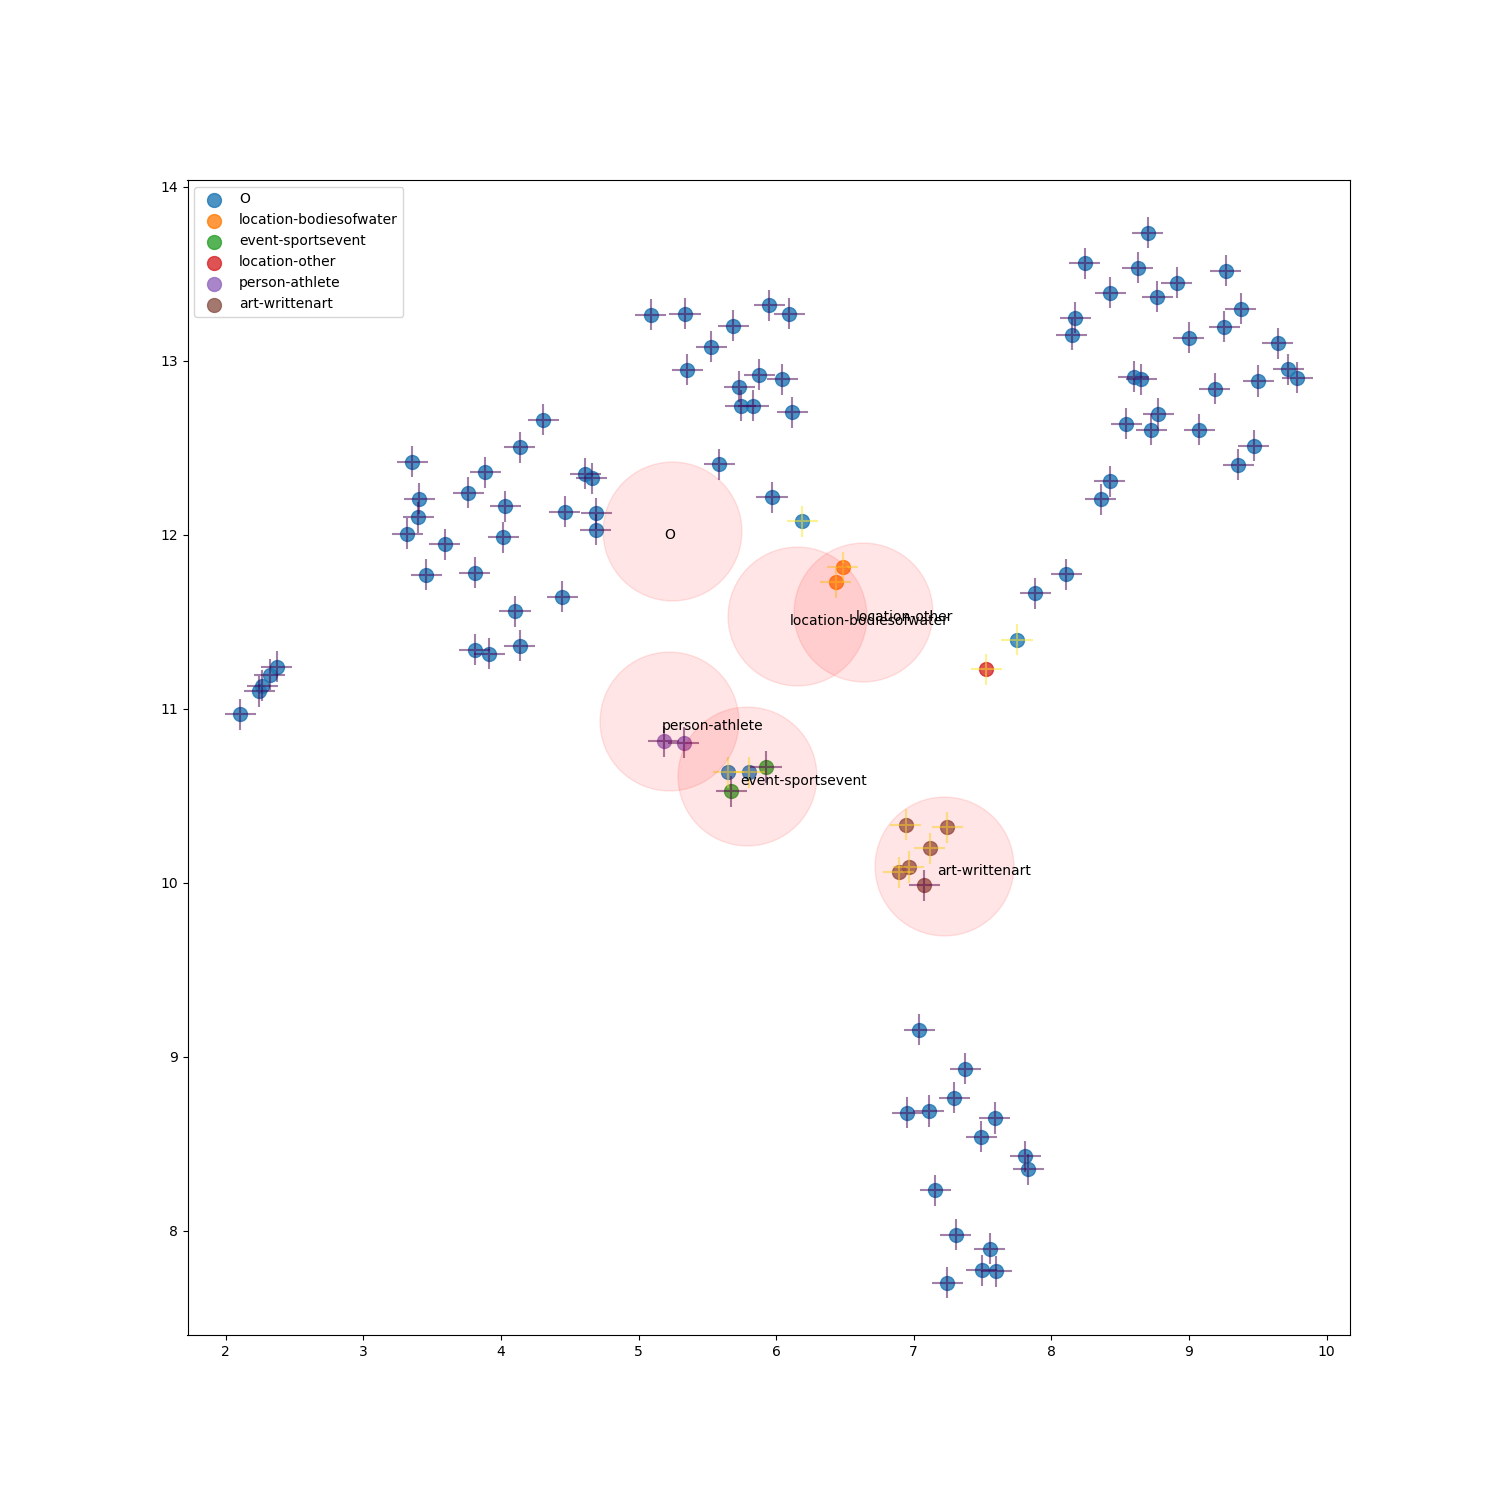 14
13
12
11
10
9
8
2 3 4 5 6 7 8 9 10
O
location-bodiesofwater
event-sportsevent
location-other
person-athlete
art-writtenart
O
location-other
location-bodiesofwater
person-athlete
event-sportsevent
art-writtenart